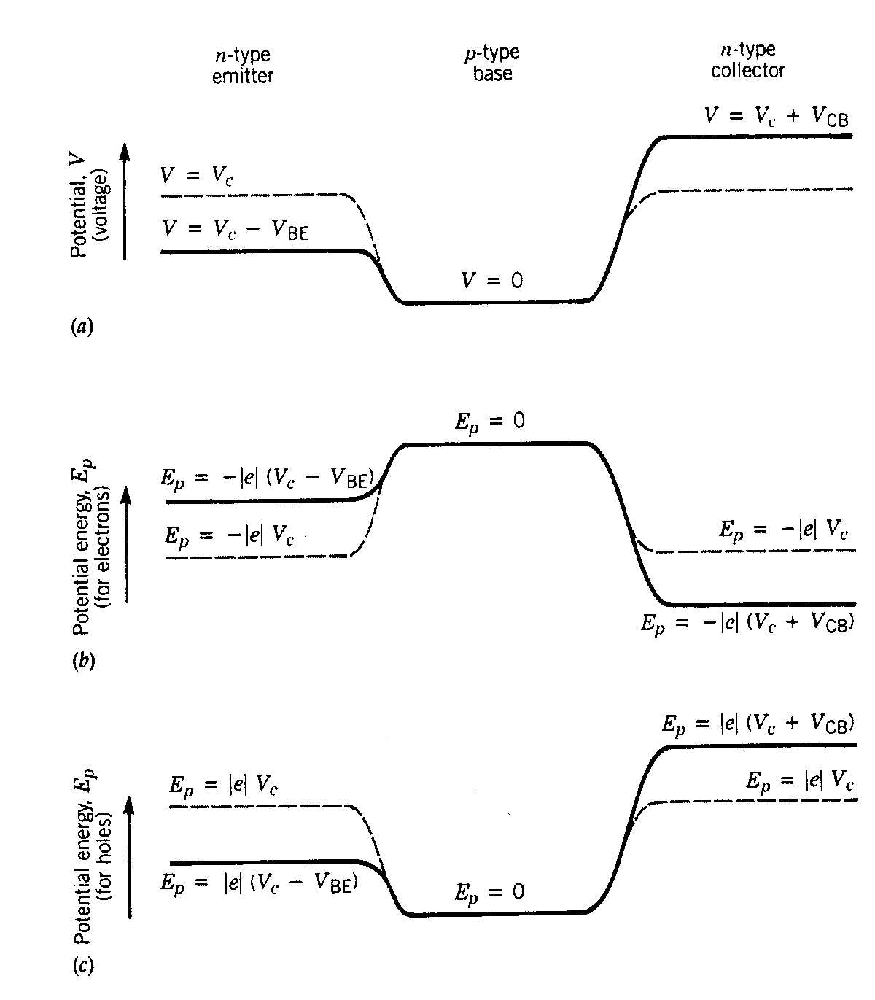 n-type
emitter
p-type
base
n-type
collector
Potential, V
(voltage)
V = V_c
V = V_c − V_BE
V = 0
V = V_c + V_CB
(a)
Potential energy, E_p
(for electrons)
E_p = 0
E_p = −|e| (V_c − V_BE)
E_p = −|e| V_c
E_p = −|e| V_c
E_p = −|c| (V_c + V_CB)
(b)
Potential energy, E_p
(for holes)
E_p = |e| (V_c + V_CB)
E_p = |e| V_c
E_p = |e| V_c
E_p = |e| (V_c − V_BE)
E_p = 0
(c)